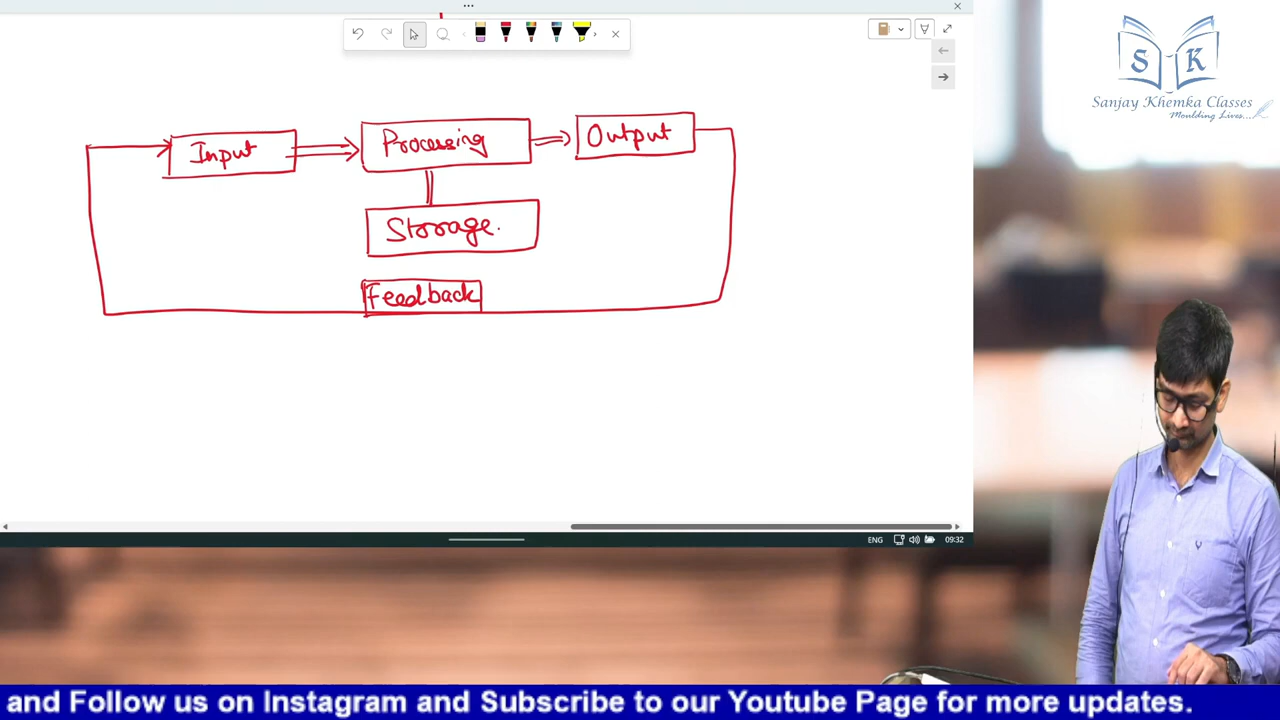 S K
Sanjay Khemka Classes
Moulding Lives...
Input
Processing
Output
Storage.
Feedback
ENG
09:32
and Follow us on Instagram and Subscribe to our Youtube Page for more updates.